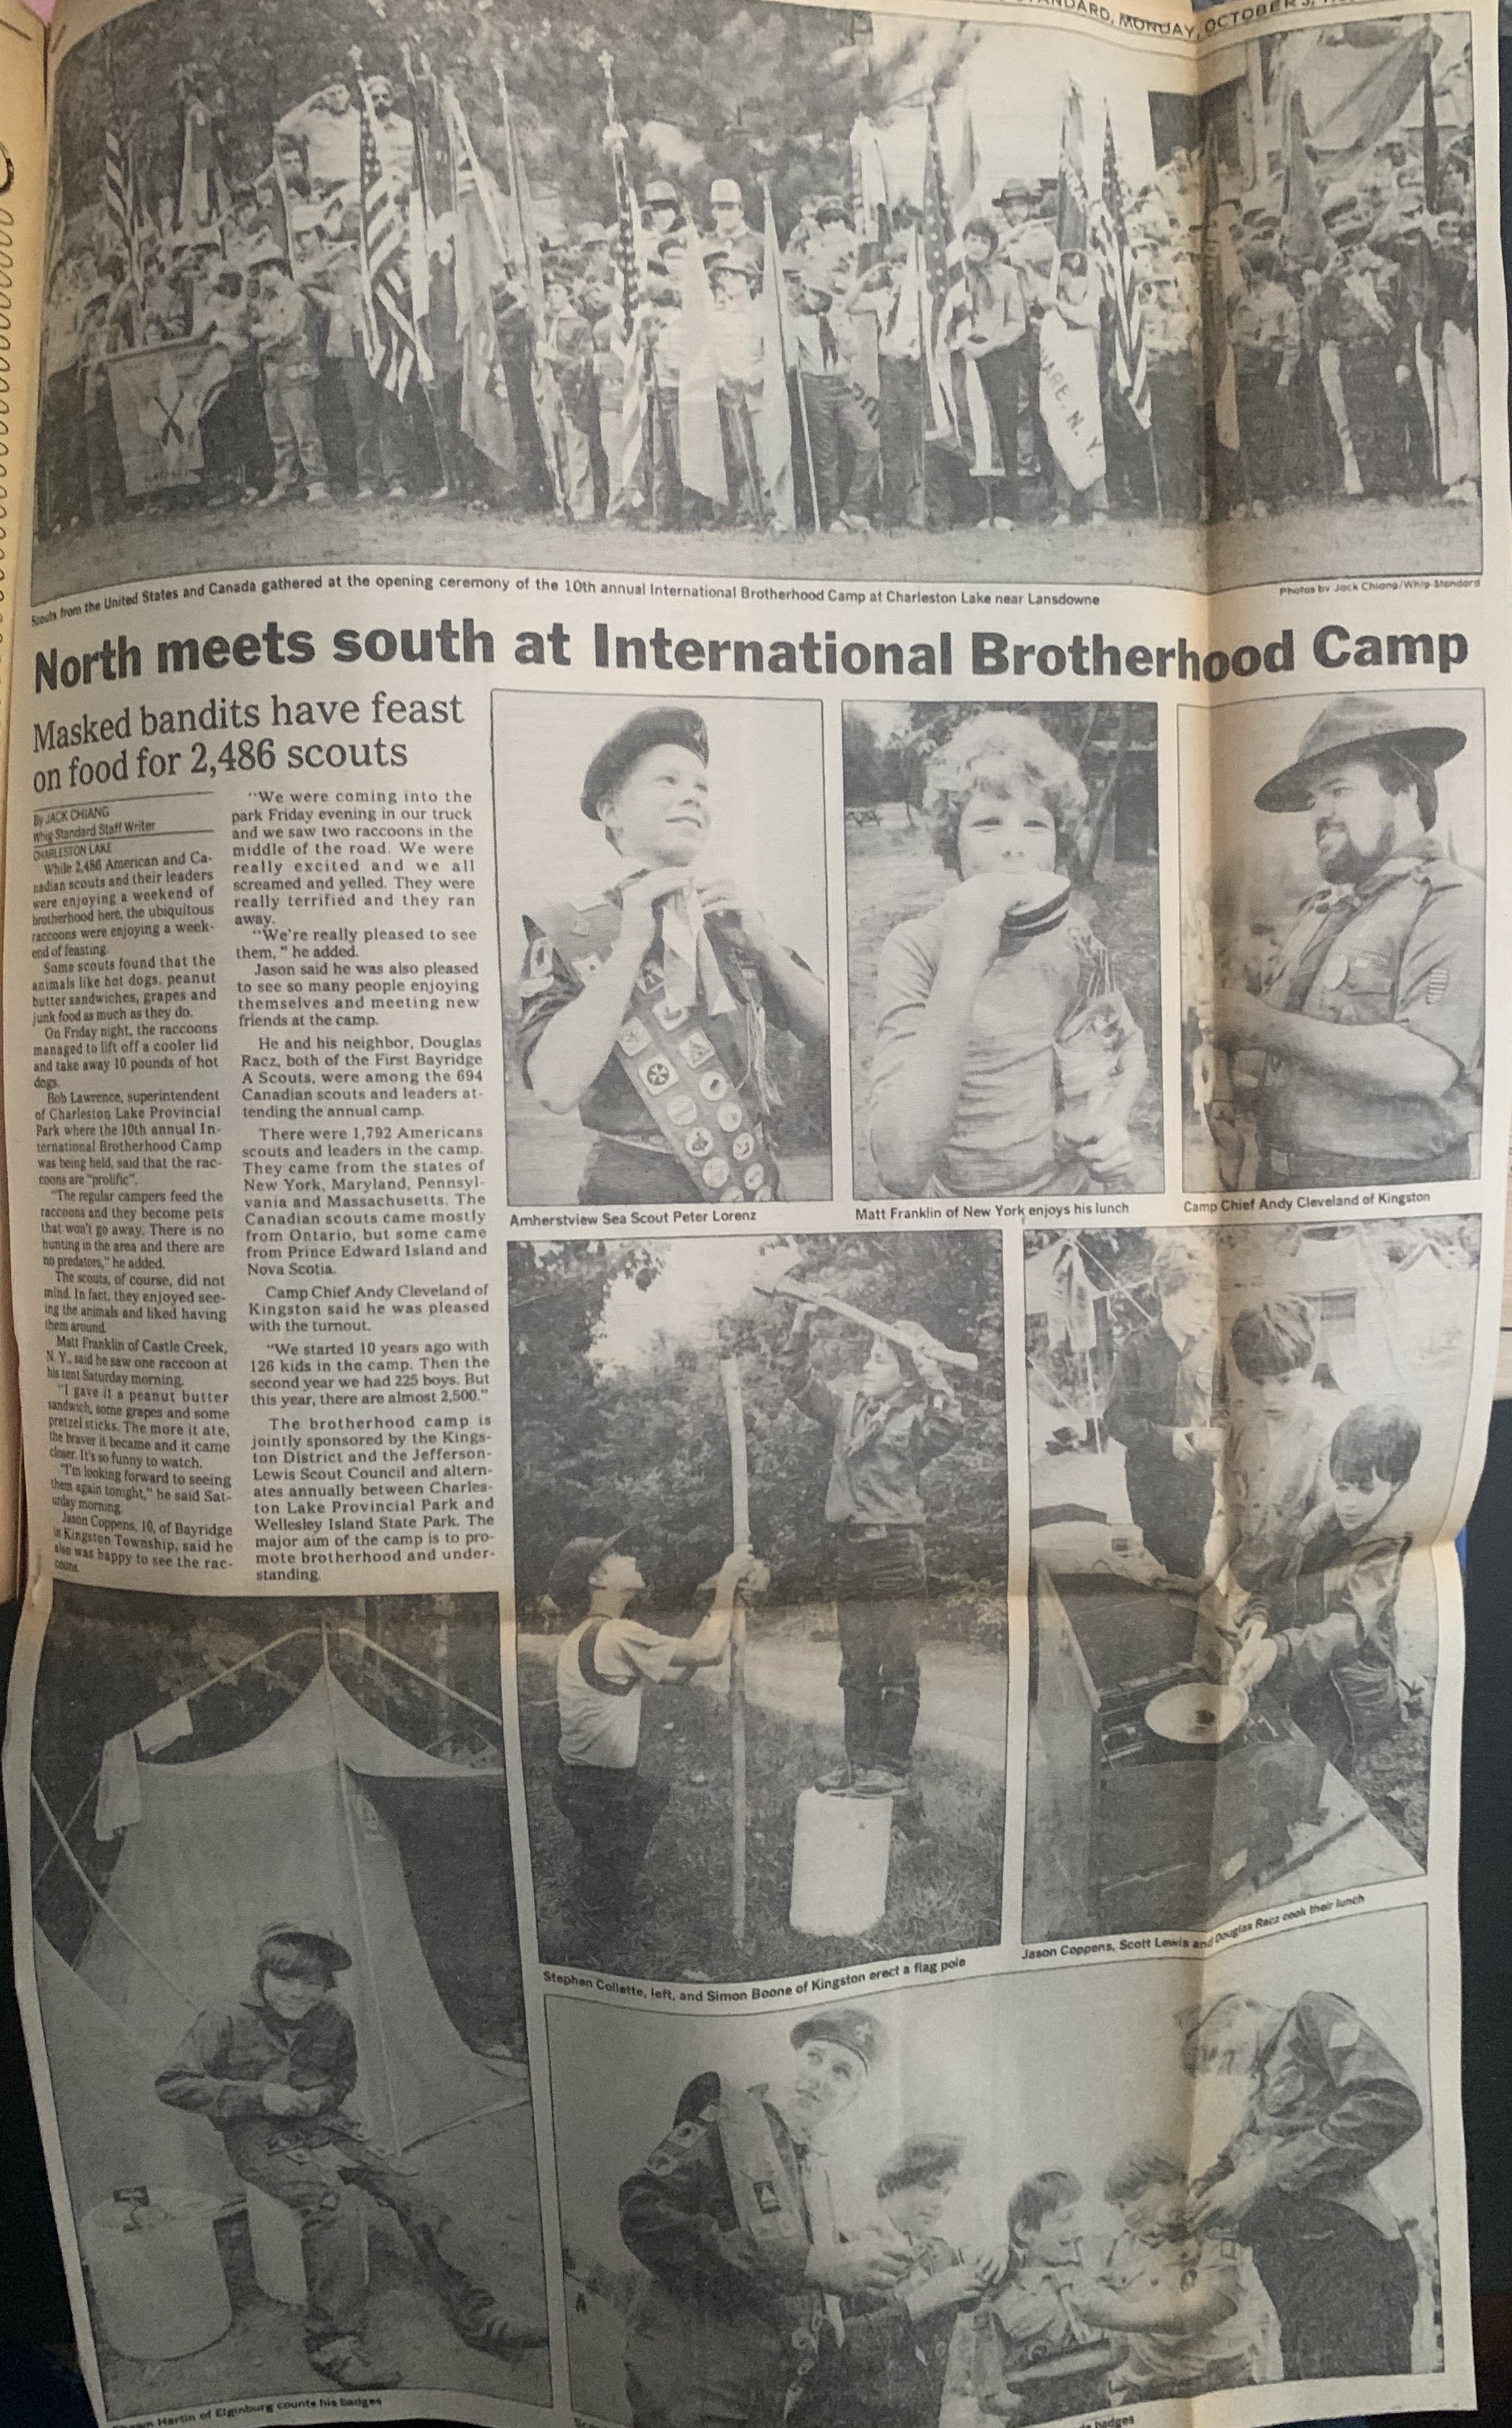 STANDARD, MONDAY, OCTOBER 3,
WARE. N. Y.
Scouts from the United States and Canada gathered at the opening ceremony of the 10th annual International Brotherhood Camp at Charleston Lake near Lansdowne
Photos by Jack Chiang/Whig-Standard
North meets south at International Brotherhood Camp
Masked bandits have feast
on food for 2,486 scouts
By JACK CHIANG
Whig-Standard Staff Writer
CHARLESTON LAKE
While 2,486 American and Ca-
nadian scouts and their leaders
were enjoying a weekend of
brotherhood here, the ubiquitous
raccoons were enjoying a week-
end of feasting.
Some scouts found that the
animals like hot dogs, peanut
butter sandwiches, grapes and
junk food as much as they do.
On Friday night, the raccoons
managed to lift off a cooler lid
and take away 10 pounds of hot
dogs.
Bob Lawrence, superintendent
of Charleston Lake Provincial
Park where the 10th annual In-
ternational Brotherhood Camp
was being held, said that the rac-
coons are "prolific".
"The regular campers feed the
raccoons and they become pets
that won't go away. There is no
hunting in the area and there are
no predators," he added.
The scouts, of course, did not
mind. In fact, they enjoyed see-
ing the animals and liked having
them around.
Matt Franklin of Castle Creek,
N. Y., said he saw one raccoon at
his tent Saturday morning.
"I gave it a peanut butter
sandwich, some grapes and some
pretzel sticks. The more it ate,
the braver it became and it came
closer. It's so funny to watch.
"I'm looking forward to seeing
them again tonight," he said Sat-
urday morning.
Jason Coppens, 10, of Bayridge
in Kingston Township, said he
also was happy to see the rac-
coons.
"We were coming into the
park Friday evening in our truck
and we saw two raccoons in the
middle of the road. We were
really excited and we all
screamed and yelled. They were
really terrified and they ran
away.
"We're really pleased to see
them," he added.
Jason said he was also pleased
to see so many people enjoying
themselves and meeting new
friends at the camp.
He and his neighbor, Douglas
Racz, both of the First Bayridge
A Scouts, were among the 694
Canadian scouts and leaders at-
tending the annual camp.
There were 1,792 Americans
scouts and leaders in the camp.
They came from the states of
New York, Maryland, Pennsyl-
vania and Massachusetts. The
Canadian scouts came mostly
from Ontario, but some came
from Prince Edward Island and
Nova Scotia.
Camp Chief Andy Cleveland of
Kingston said he was pleased
with the turnout.
"We started 10 years ago with
126 kids in the camp. Then the
second year we had 225 boys. But
this year, there are almost 2,500."
The brotherhood camp is
jointly sponsored by the Kings-
ton District and the Jefferson-
Lewis Scout Council and altern-
ates annually between Charles-
ton Lake Provincial Park and
Wellesley Island State Park. The
major aim of the camp is to pro-
mote brotherhood and under-
standing.
Amherstview Sea Scout Peter Lorenz
Matt Franklin of New York enjoys his lunch
Camp Chief Andy Cleveland of Kingston
Stephen Collette, left, and Simon Boone of Kingston erect a flag pole
Jason Coppens, Scott Lewis and Douglas Racz cook their lunch
Martin of Elginburg counts his badges
badges